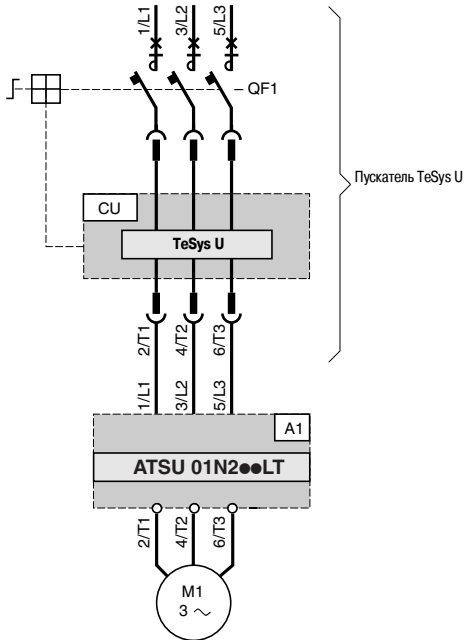 1/L1
3/L2
5/L3
QF1
Пускатель TeSys U
CU
TeSys U
2/T1
4/T2
6/T3
1/L1
3/L2
5/L3
A1
ATSU 01N2●●LT
2/T1
4/T2
6/T3
M1
3 ~